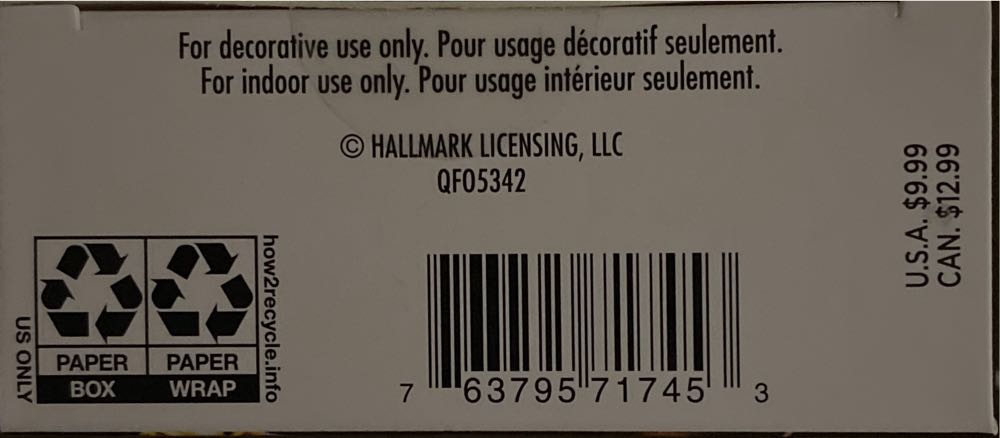 For decorative use only. Pour usage décoratif seulement.
For indoor use only. Pour usage intérieur seulement.
© HALLMARK LICENSING, LLC
QFO5342
U.S.A. $9.99
CAN. $12.99
US ONLY
PAPER
BOX
PAPER
WRAP
how2recycle.info
7 63795 71745 3